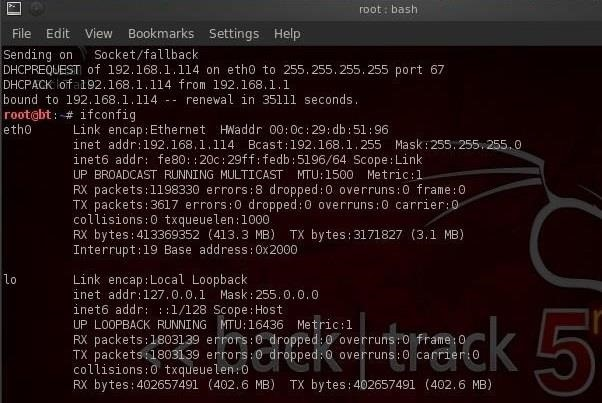 root : bash
File Edit View Bookmarks Settings Help
Sending on   Socket/fallback
DHCPREQUEST of 192.168.1.114 on eth0 to 255.255.255.255 port 67
DHCPACK of 192.168.1.114 from 192.168.1.1
bound to 192.168.1.114 -- renewal in 35111 seconds.
root@bt:~# ifconfig
eth0      Link encap:Ethernet  HWaddr 00:0c:29:db:51:96
          inet addr:192.168.1.114  Bcast:192.168.1.255  Mask:255.255.255.0
          inet6 addr: fe80::20c:29ff:fedb:5196/64 Scope:Link
          UP BROADCAST RUNNING MULTICAST  MTU:1500  Metric:1
          RX packets:1198330 errors:8 dropped:0 overruns:0 frame:0
          TX packets:3617 errors:0 dropped:0 overruns:0 carrier:0
          collisions:0 txqueuelen:1000
          RX bytes:413369352 (413.3 MB)  TX bytes:3171827 (3.1 MB)
          Interrupt:19 Base address:0x2000

lo        Link encap:Local Loopback
          inet addr:127.0.0.1  Mask:255.0.0.0
          inet6 addr: ::1/128 Scope:Host
          UP LOOPBACK RUNNING  MTU:16436  Metric:1
          RX packets:1803139 errors:0 dropped:0 overruns:0 frame:0
          TX packets:1803139 errors:0 dropped:0 overruns:0 carrier:0
          collisions:0 txqueuelen:0
          RX bytes:402657491 (402.6 MB)  TX bytes:402657491 (402.6 MB)
<< back | track 5